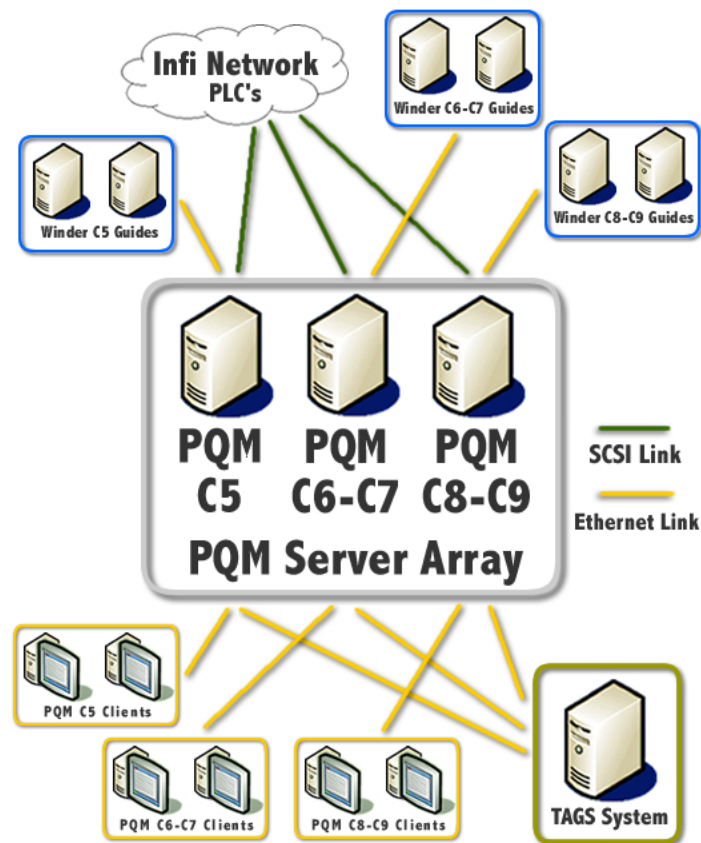 Infi Network
PLC's
Winder C6-C7 Guides
Winder C5 Guides
Winder C8-C9 Guides
PQM
C5
PQM
C6-C7
PQM
C8-C9
PQM Server Array
SCSI Link
Ethernet Link
PQM C5 Clients
PQM C6-C7 Clients
PQM C8-C9 Clients
TAGS System